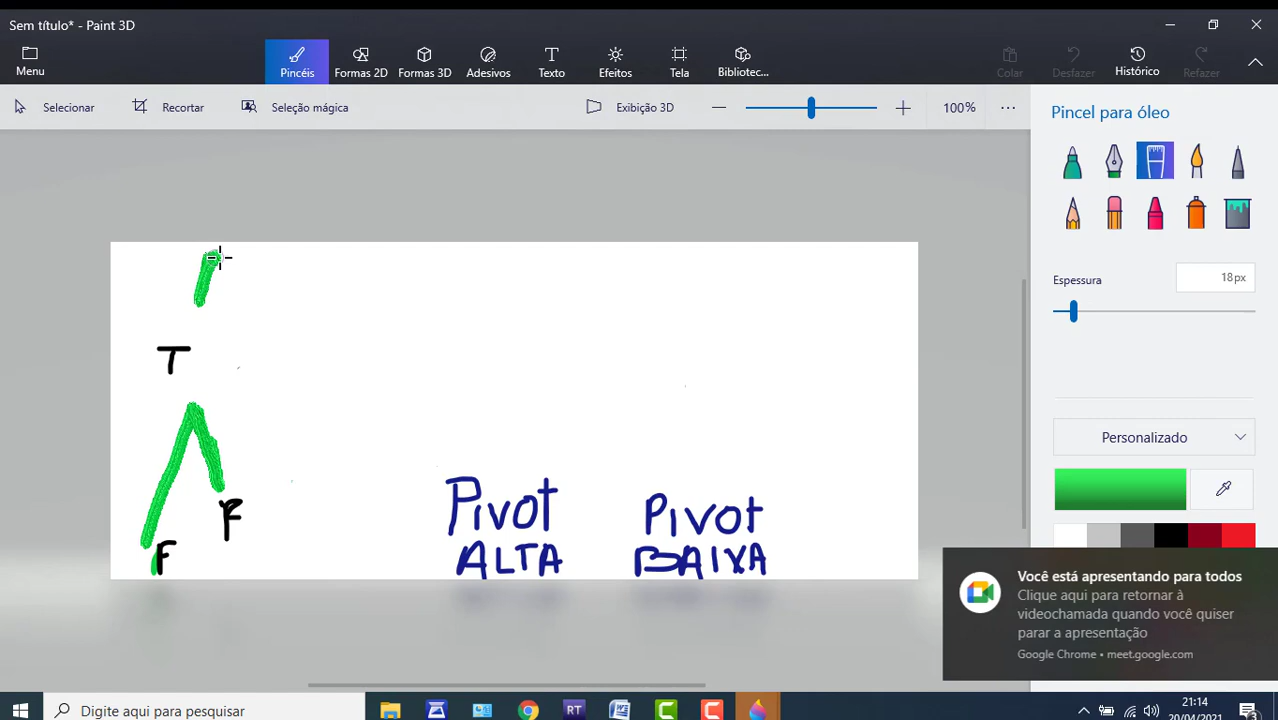 Sem título* - Paint 3D
Menu
Pincéis
Formas 2D
Formas 3D
Adesivos
Texto
Efeitos
Tela
Bibliotec...
Colar
Desfazer
Histórico
Refazer
Selecionar
Recortar
Seleção mágica
Exibição 3D
100%
Pincel para óleo
Espessura
18px
Personalizado
T
F
F
Pivot
ALTA
Pivot
BAIXA
Você está apresentando para todos
Clique aqui para retornar à
videochamada quando você quiser
parar a apresentação
Google Chrome • meet.google.com
Digite aqui para pesquisar
RT
21:14
20/04/2021
3